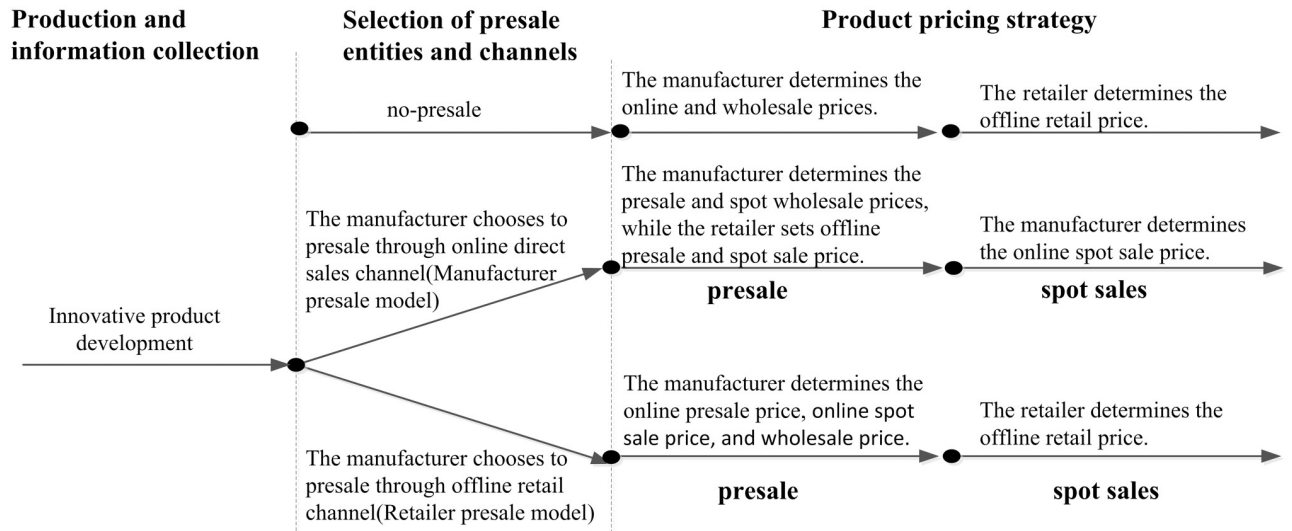 Production and
information collection
Selection of presale
entities and channels
Product pricing strategy
no-presale
The manufacturer determines the
online and wholesale prices.
The retailer determines the
offline retail price.
The manufacturer chooses to
presale through online direct
sales channel(Manufacturer
presale model)
The manufacturer determines the
presale and spot wholesale prices,
while the retailer sets offline
presale and spot sale price.
presale
The manufacturer determines
the online spot sale price.
spot sales
Innovative product
development
The manufacturer chooses to
presale through offline retail
channel(Retailer presale model)
The manufacturer determines the
online presale price, online spot
sale price, and wholesale price.
presale
The retailer determines the
offline retail price.
spot sales